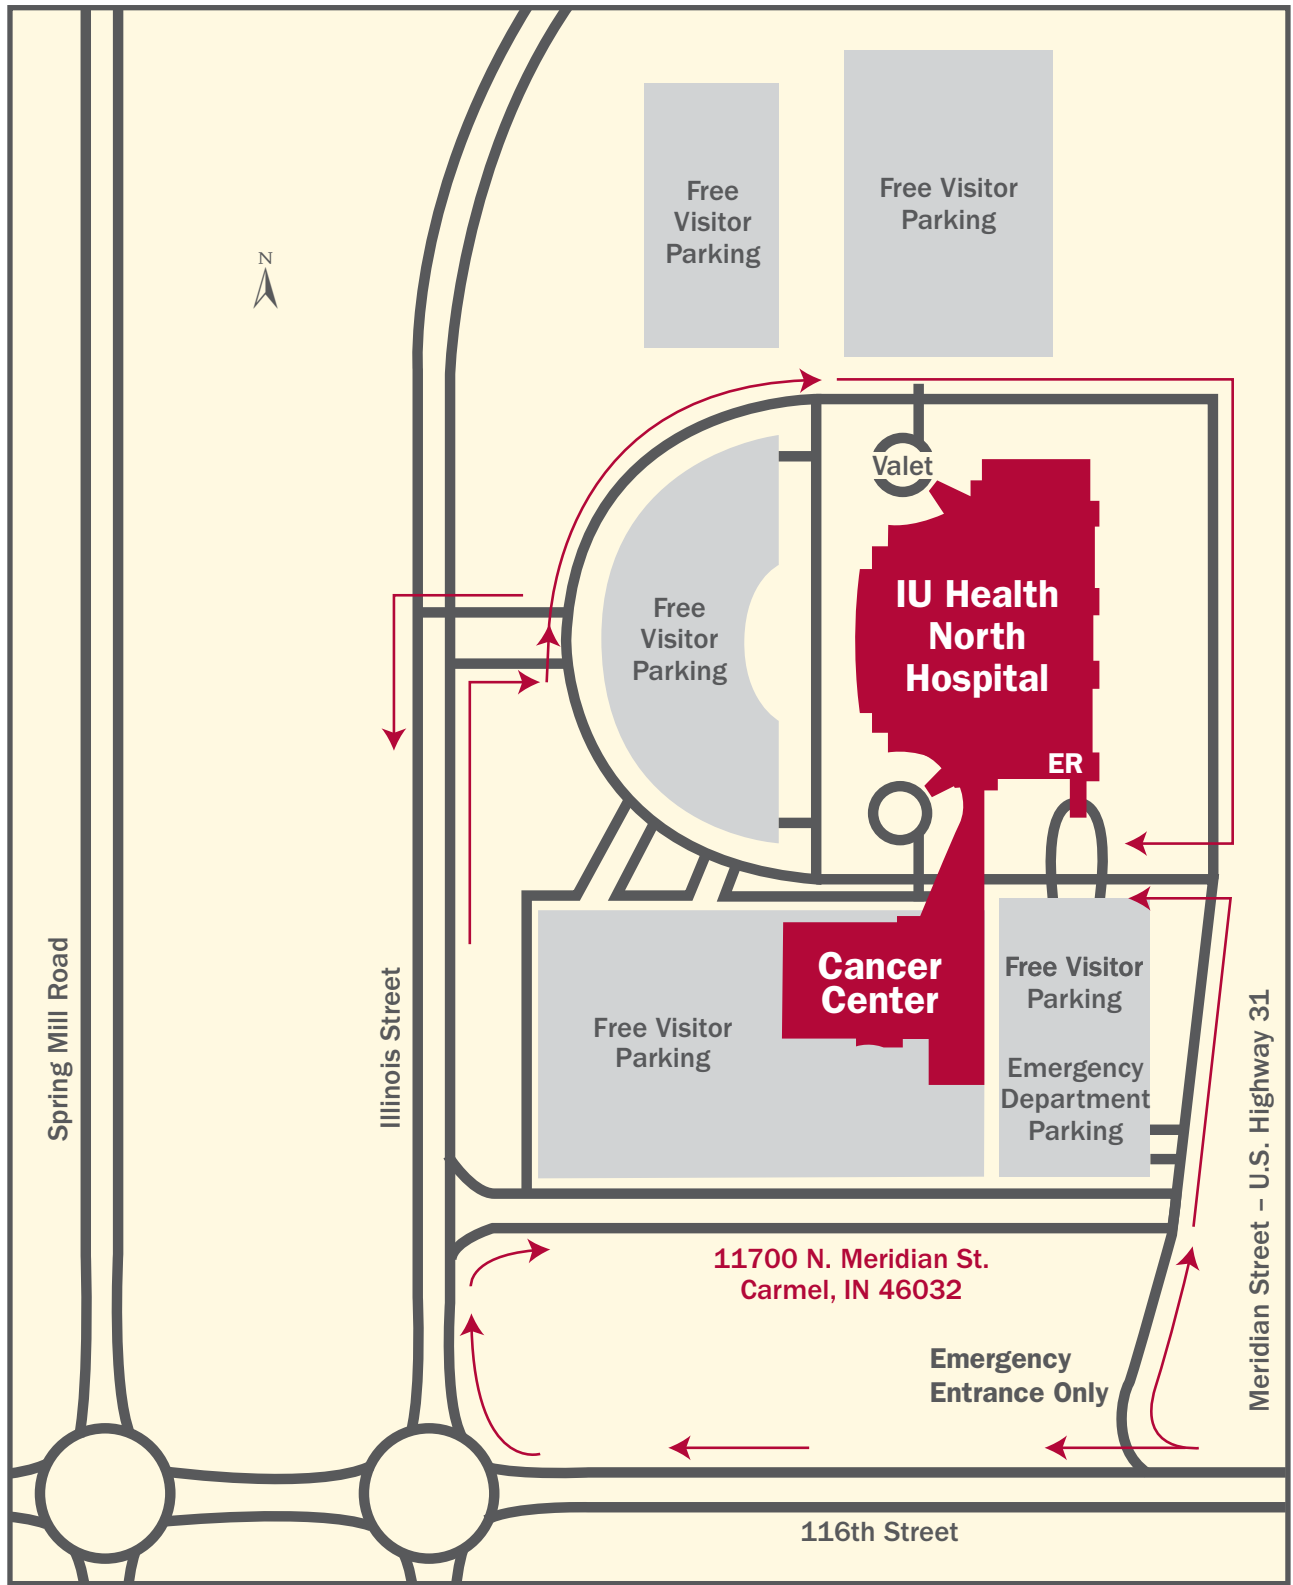 Free
Visitor
Parking
Free Visitor
Parking
N
Valet
Free
Visitor
Parking
IU Health
North
Hospital
ER
Cancer
Center
Free Visitor
Parking
Free Visitor
Parking
Emergency
Department
Parking
Spring Mill Road
Illinois Street
Meridian Street – U.S. Highway 31
11700 N. Meridian St.
Carmel, IN 46032
Emergency
Entrance Only
116th Street